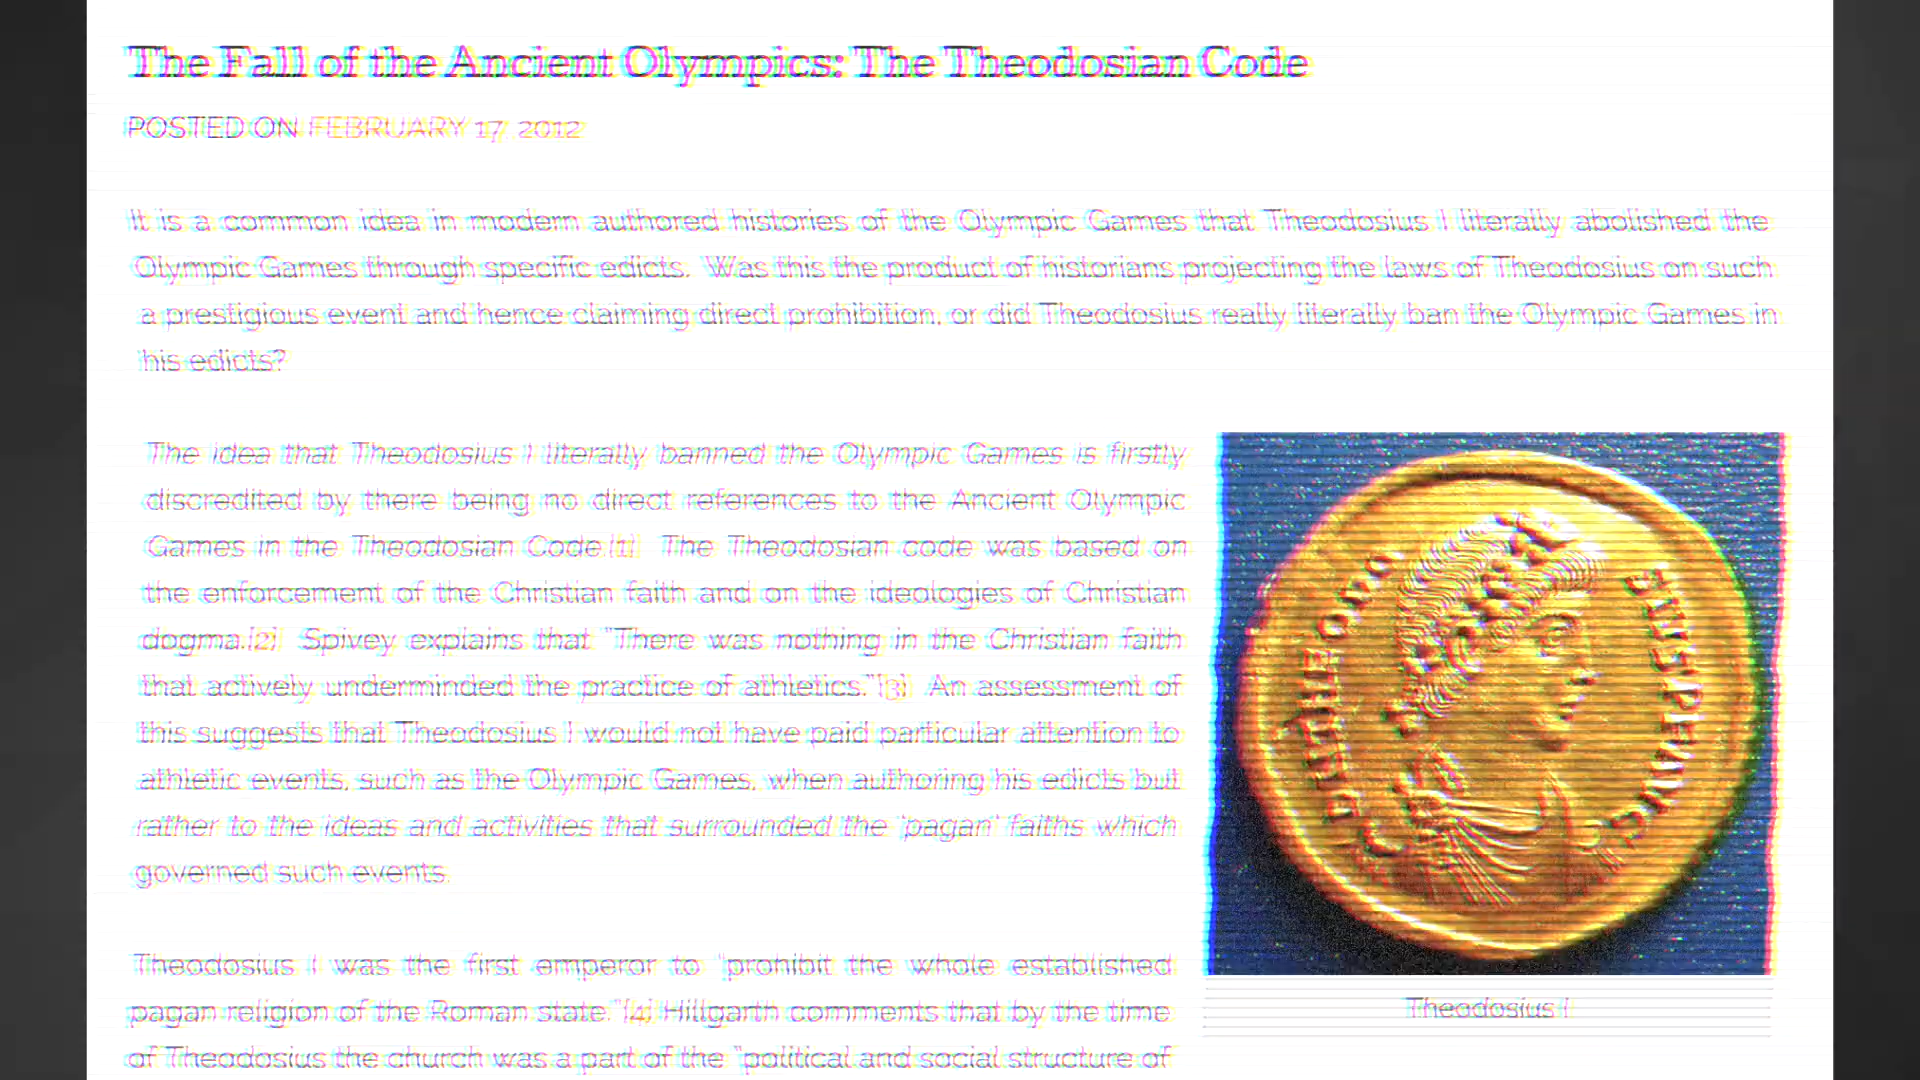 The Fall of the Ancient Olympics: The Theodosian Code
POSTED ON FEBRUARY 17, 2012
It is a common idea in modern authored histories of the Olympic Games that Theodosius I literally abolished the
Olympic Games through specific edicts. Was this the product of historians projecting the laws of Theodosius on such
a prestigious event and hence claiming direct prohibition, or did Theodosius really literally ban the Olympic Games in
his edicts?
The idea that Theodosius I literally banned the Olympic Games is firstly
discredited by there being no direct references to the Ancient Olympic
Games in the Theodosian Code.[1] The Theodosian code was based on
the enforcement of the Christian faith and on the ideologies of Christian
dogma.[2] Spivey explains that "There was nothing in the Christian faith
that actively underminded the practice of athletics."[3] An assessment of
this suggests that Theodosius I would not have paid particular attention to
athletic events, such as the Olympic Games, when authoring his edicts but
rather to the ideas and activities that surrounded the 'pagan' faiths which
governed such events.
Theodosius I was the first emperor to "prohibit the whole established
pagan religion of the Roman state."[4] Hillgarth comments that by the time
of Theodosius the church was a part of the "political and social structure of
DN THEODO
SIVS PF AVG
Theodosius I